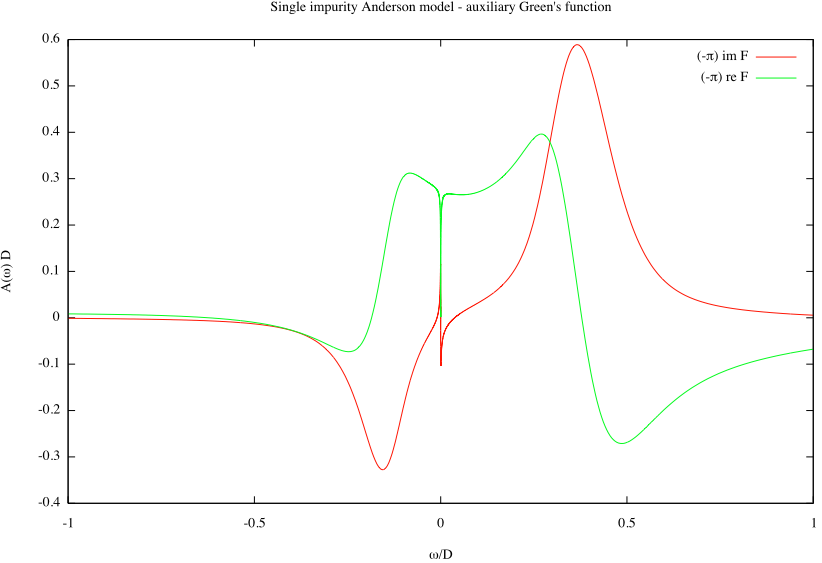 Single impurity Anderson model - auxiliary Green's function
(-π) im F
(-π) re F
0.6
0.5
0.4
0.3
0.2
0.1
0
-0.1
-0.2
-0.3
-0.4
A(ω) D
-1 -0.5 0 0.5 1
ω/D